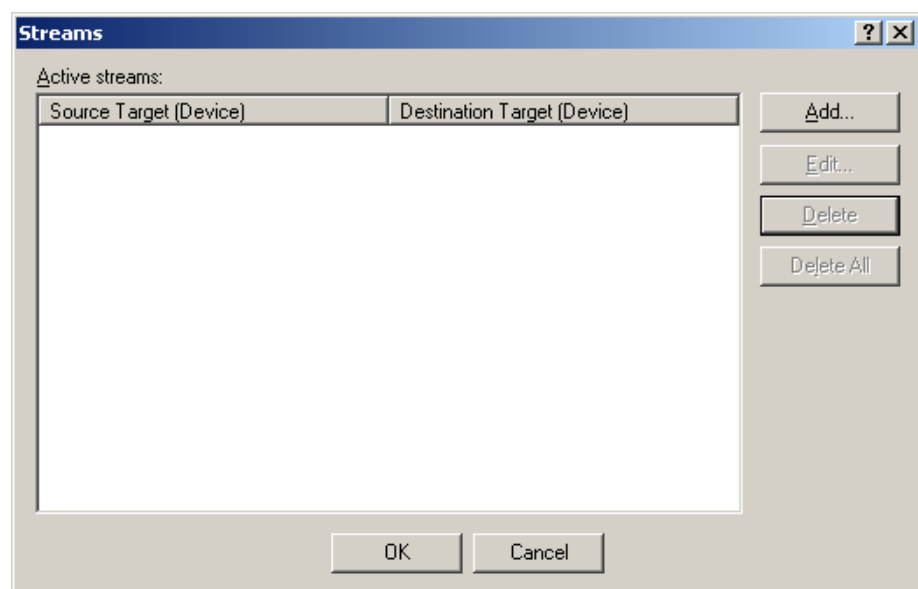 Streams
Active streams:
Source Target (Device) Destination Target (Device)
Add...
Edit...
Delete
Delete All
OK Cancel